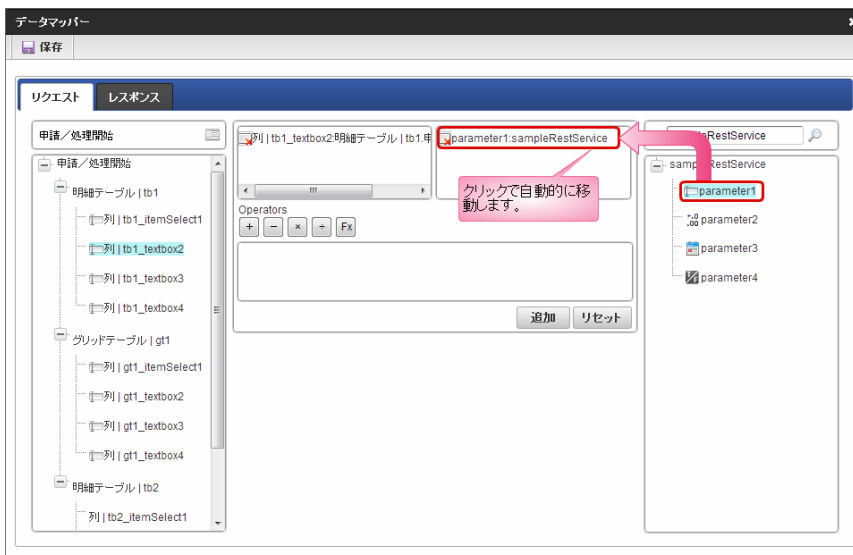 データマッパー
保存
リクエスト
レスポンス
申請/処理開始
申請/処理開始
明細テーブル | tb1
列 | tb1_itemSelect1
列 | tb1_textbox2
列 | tb1_textbox3
列 | tb1_textbox4
グリッドテーブル | gt1
列 | gt1_itemSelect1
列 | gt1_textbox2
列 | gt1_textbox3
列 | gt1_textbox4
明細テーブル | tb2
列 | tb2_itemSelect1
列 | tb1_textbox2:明細テーブル | tb1.申
parameter1:sampleRestService
クリックで自動的に移
動します。
Operators
+ − × ÷ Fx
追加
リセット
RestService
sampleRestService
parameter1
parameter2
parameter3
parameter4